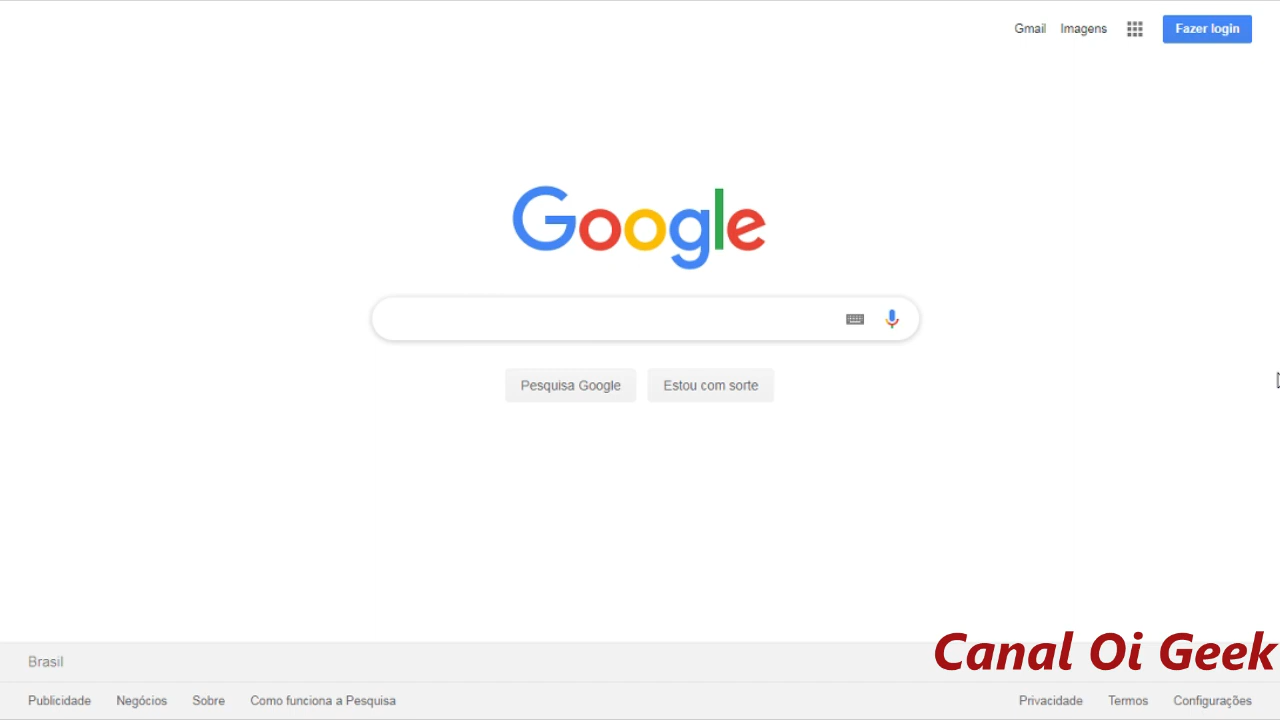 Gmail Imagens Fazer login
Google
Pesquisa Google Estou com sorte
Brasil
Canal Oi Geek
Publicidade Negócios Sobre Como funciona a Pesquisa Privacidade Termos Configurações